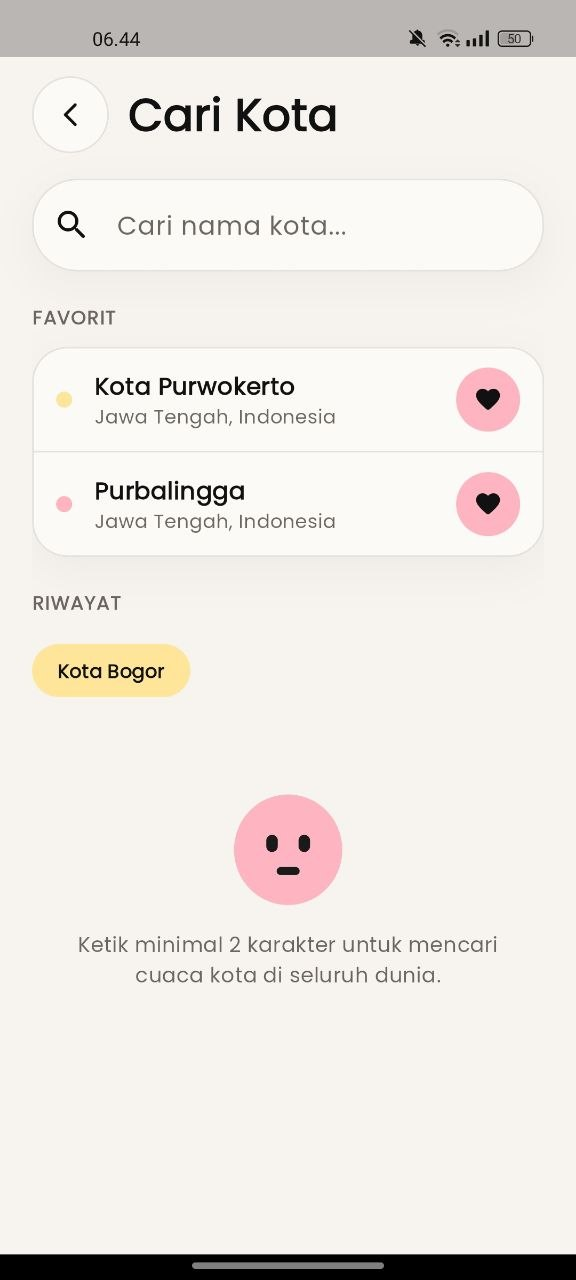 06.44
50
Cari Kota
Cari nama kota...
FAVORIT
Kota Purwokerto
Jawa Tengah, Indonesia
Purbalingga
Jawa Tengah, Indonesia
RIWAYAT
Kota Bogor
Ketik minimal 2 karakter untuk mencari
cuaca kota di seluruh dunia.